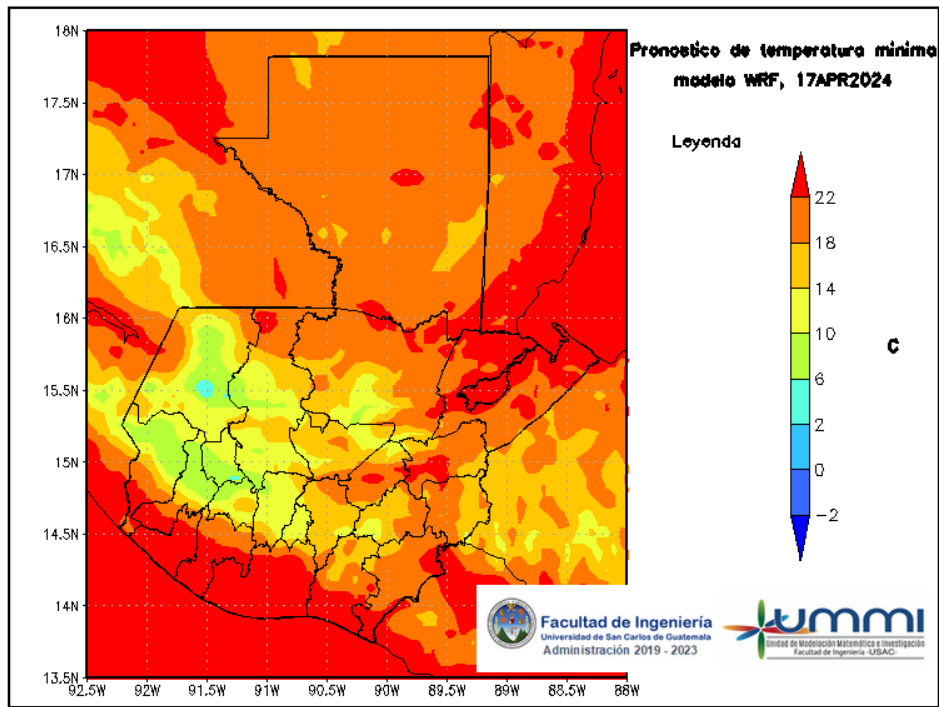 Pronostico de temperatura minima
modelo WRF, 17APR2024
Leyenda
22
18
14
10
6
2
0
−2
C
18N
17.5N
17N
16.5N
16N
15.5N
15N
14.5N
14N
13.5N
92.5W 92W 91.5W 91W 90.5W 90W 89.5W 89W 88.5W 88W
Facultad de Ingeniería
Universidad de San Carlos de Guatemala
Administración 2019 - 2023
ummi
Unidad de Modelación Matemática e Investigación
Facultad de Ingeniería -USAC-